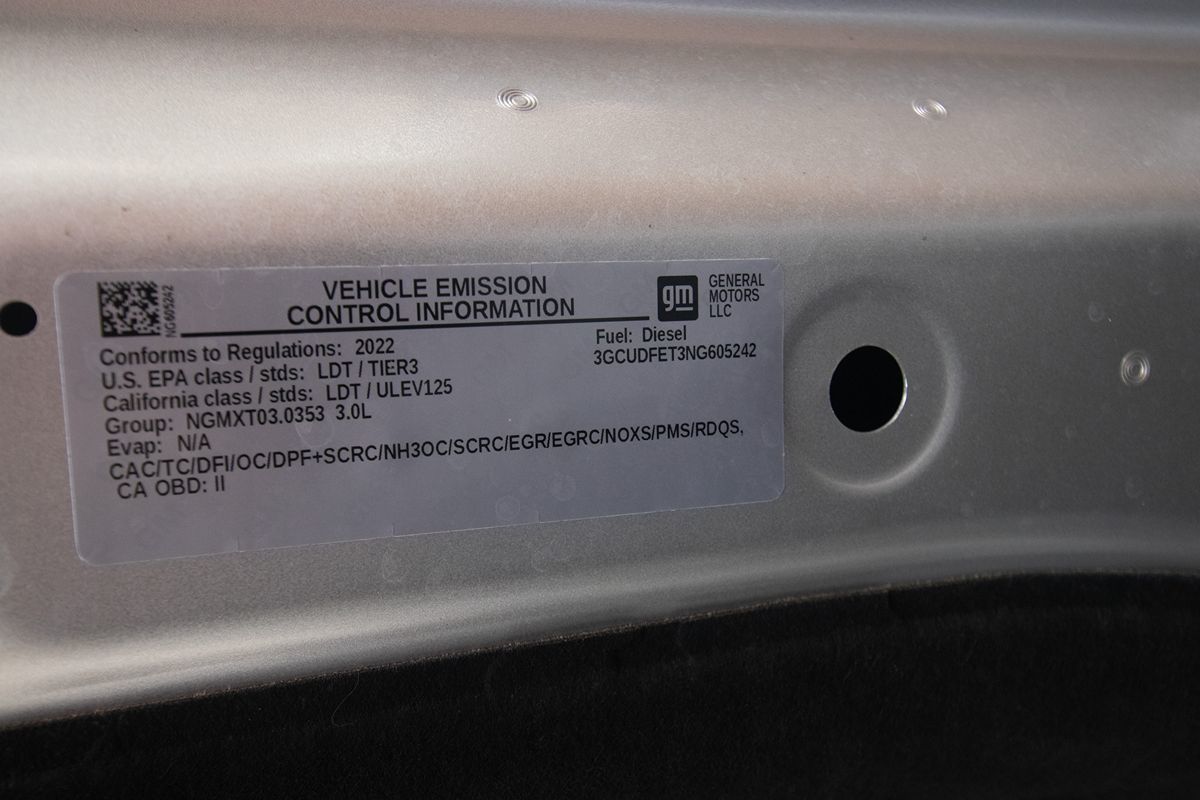 NG605242
VEHICLE EMISSION
CONTROL INFORMATION
gm
GENERAL
MOTORS
LLC
Conforms to Regulations: 2022
Fuel: Diesel
U.S. EPA class / stds: LDT / TIER3
3GCUDFET3NG605242
California class / stds: LDT / ULEV125
Group: NGMXT03.0353 3.0L
Evap: N/A
CAC/TC/DFI/OC/DPF+SCRC/NH3OC/SCRC/EGR/EGRC/NOXS/PMS/RDQS,
CA OBD: II